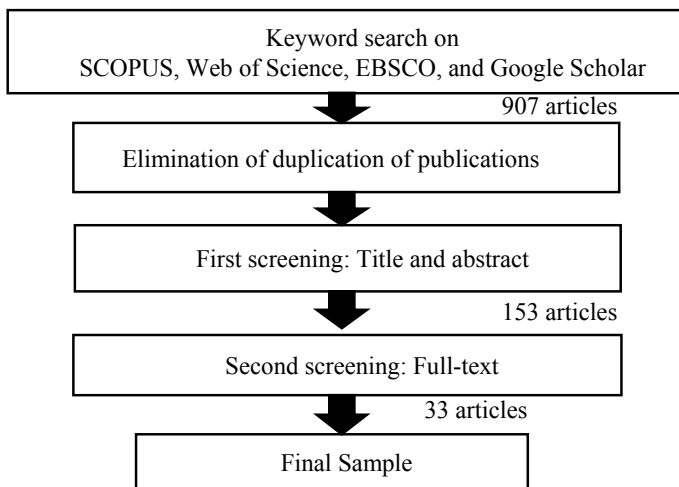 Keyword search on
SCOPUS, Web of Science, EBSCO, and Google Scholar
907 articles
Elimination of duplication of publications
First screening: Title and abstract
153 articles
Second screening: Full-text
33 articles
Final Sample